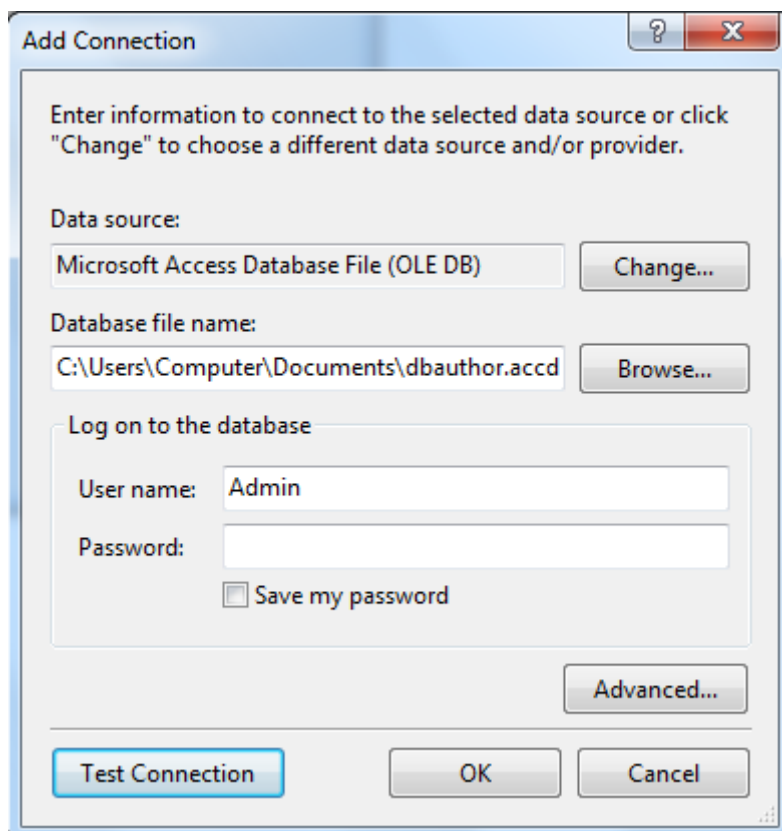 Add Connection
?
Enter information to connect to the selected data source or click
"Change" to choose a different data source and/or provider.
Data source:
Microsoft Access Database File (OLE DB)
Change...
Database file name:
C:\Users\Computer\Documents\dbauthor.accd
Browse...
Log on to the database
User name:
Admin
Password:
Save my password
Advanced...
Test Connection
OK
Cancel